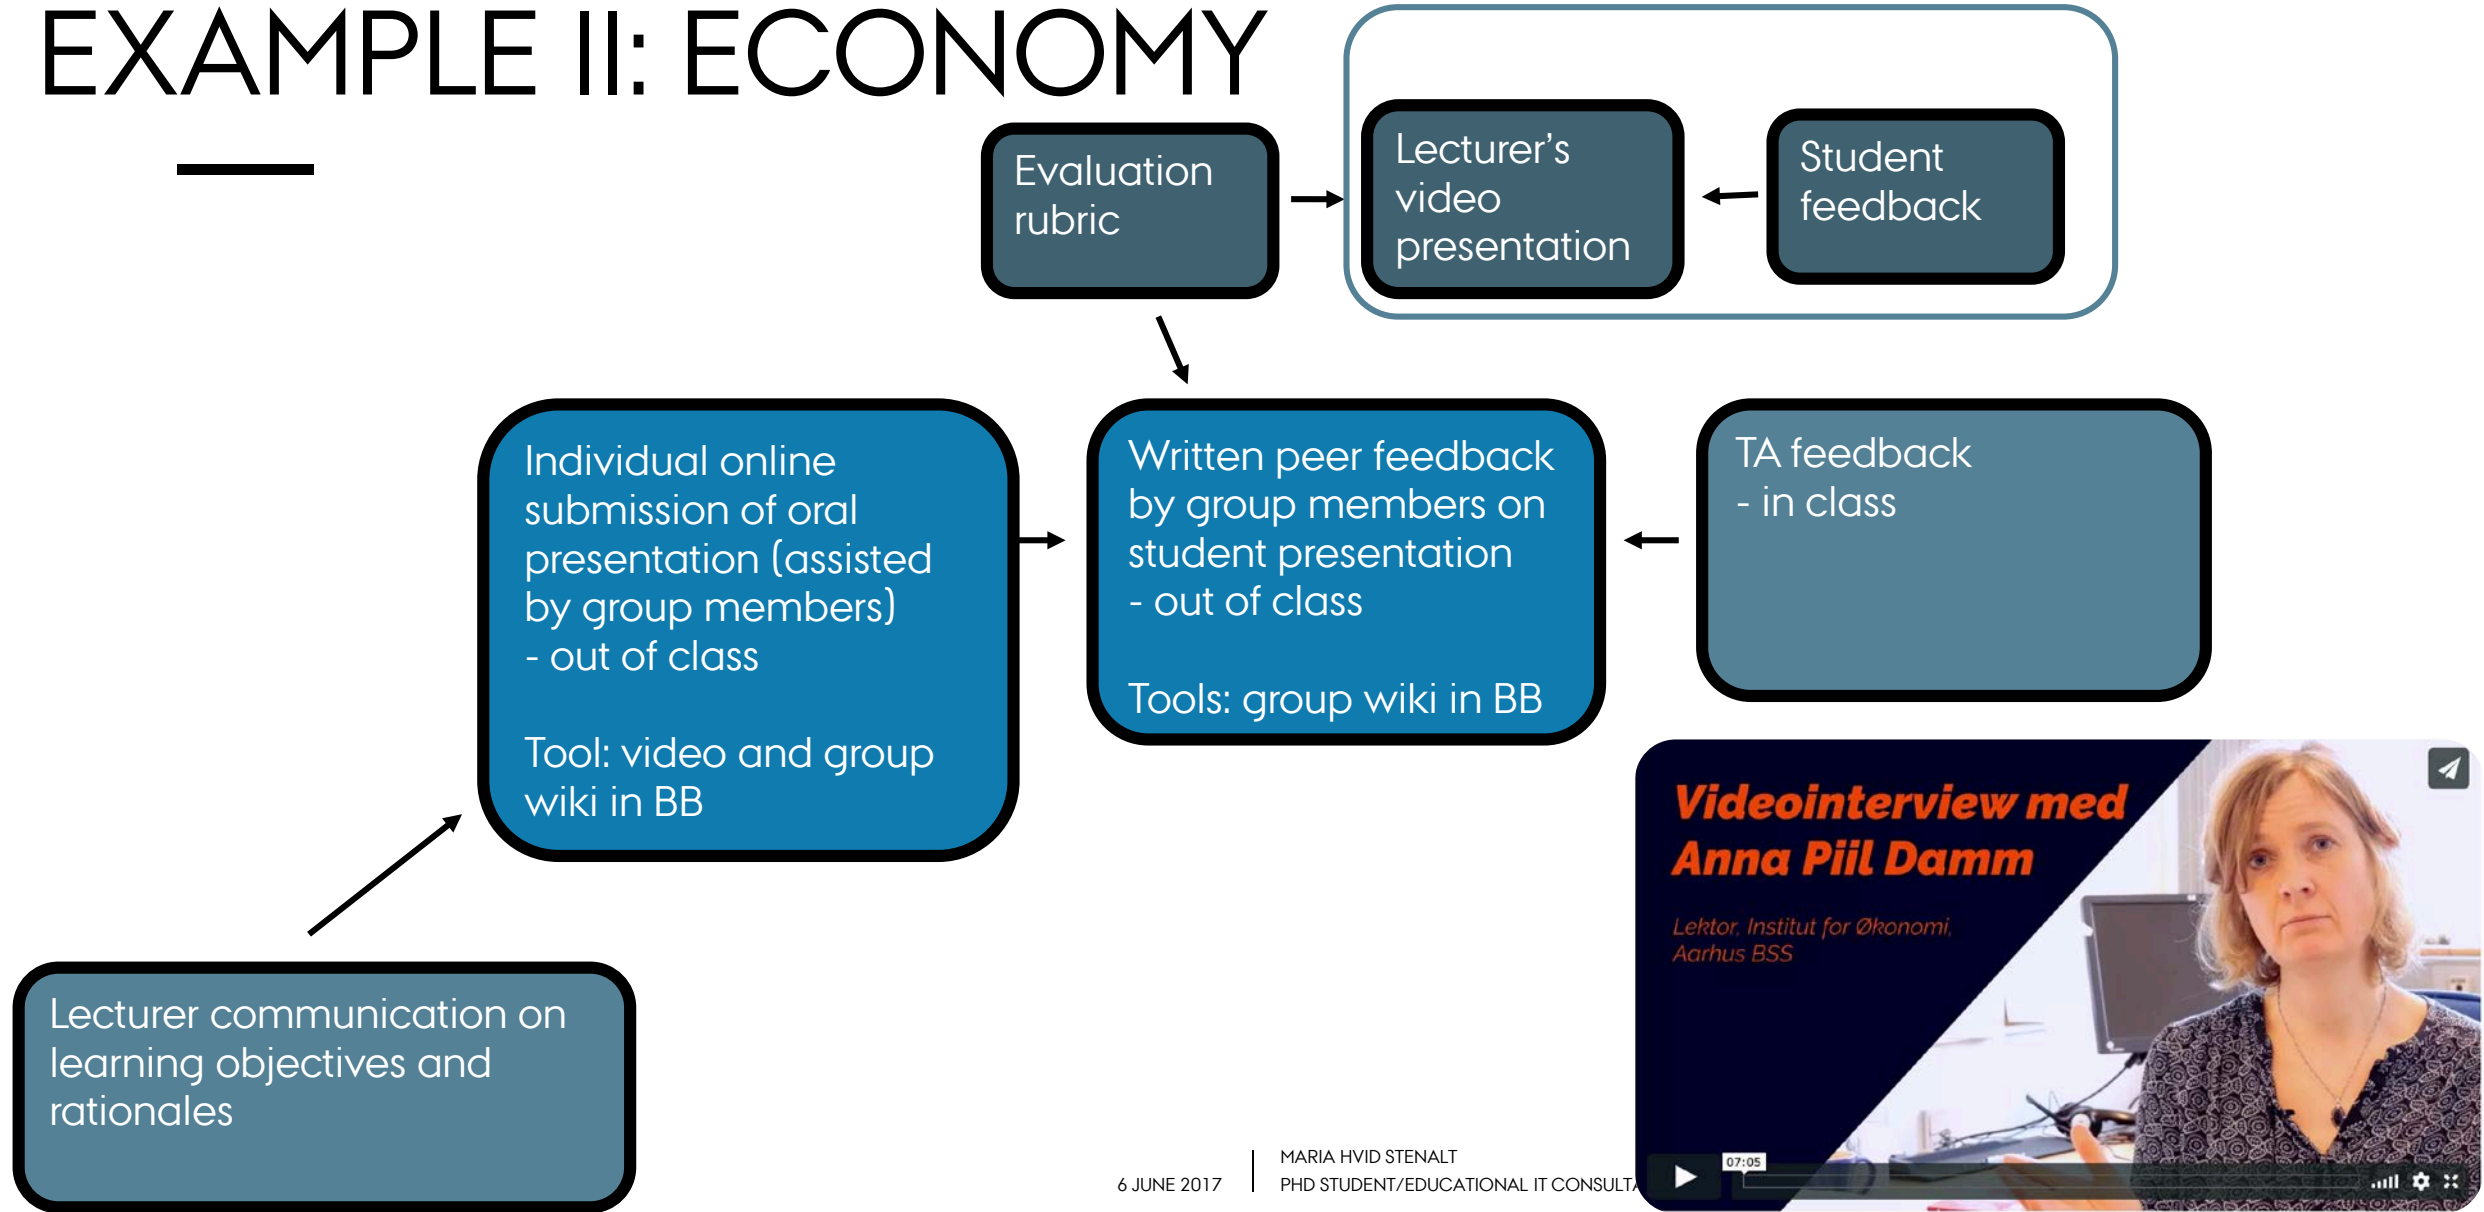 EXAMPLE II: ECONOMY
Evaluation
rubric
Lecturer's
video
presentation
Student
feedback
Individual online
submission of oral
presentation (assisted
by group members)
- out of class
Tool: video and group
wiki in BB
Written peer feedback
by group members on
student presentation
- out of class
Tools: group wiki in BB
TA feedback
- in class
Lecturer communication on
learning objectives and
rationales
Videointerview med
Anna Piil Damm
Lektor, Institut for Økonomi,
Aarhus BSS
07:05
6 JUNE 2017
MARIA HVID STENALT
PHD STUDENT/EDUCATIONAL IT